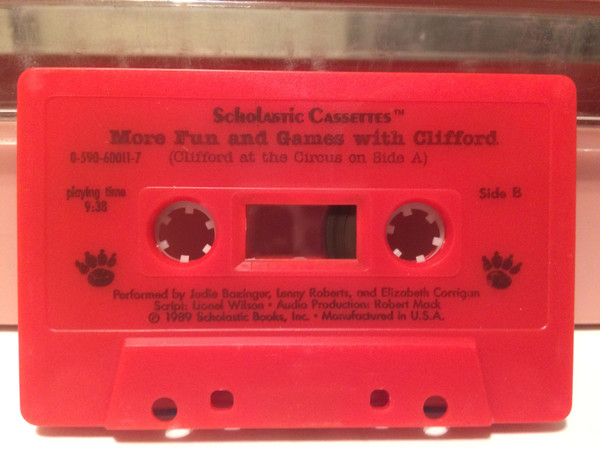 Scholastic Cassettes™
More Fun and Games with Clifford
0-590-60011-7 (Clifford at the Circus on Side A)
playing time
9:38
Side B
Performed by Judie Bazinger, Lenny Roberts, and Elizabeth Corrigun
Script: Lionel Wilson • Audio Production: Robert Mack
℗ 1989 Scholastic Books, Inc. • Manufactured in U.S.A.